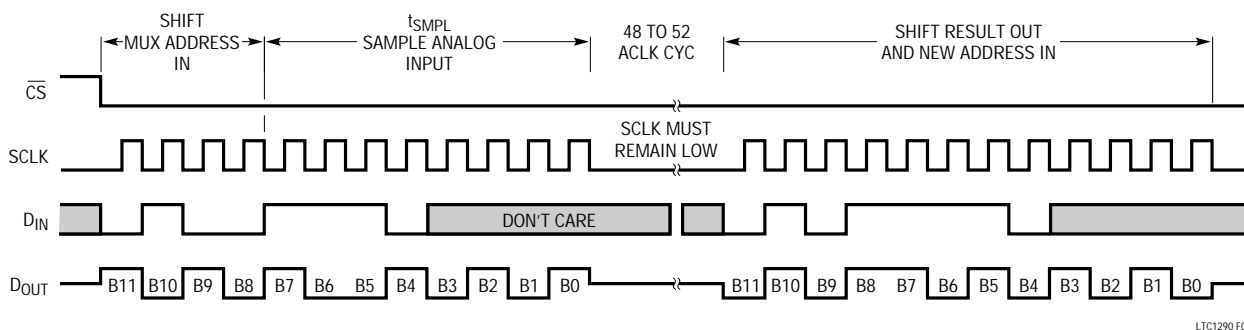 SHIFT
MUX ADDRESS
IN
tSMPL
SAMPLE ANALOG
INPUT
48 TO 52
ACLK CYC
SHIFT RESULT OUT
AND NEW ADDRESS IN
CS
SCLK
SCLK MUST
REMAIN LOW
DIN
DON'T CARE
DOUT
B11 B10 B9 B8 B7 B6 B5 B4 B3 B2 B1 B0
B11 B10 B9 B8 B7 B6 B5 B4 B3 B2 B1 B0